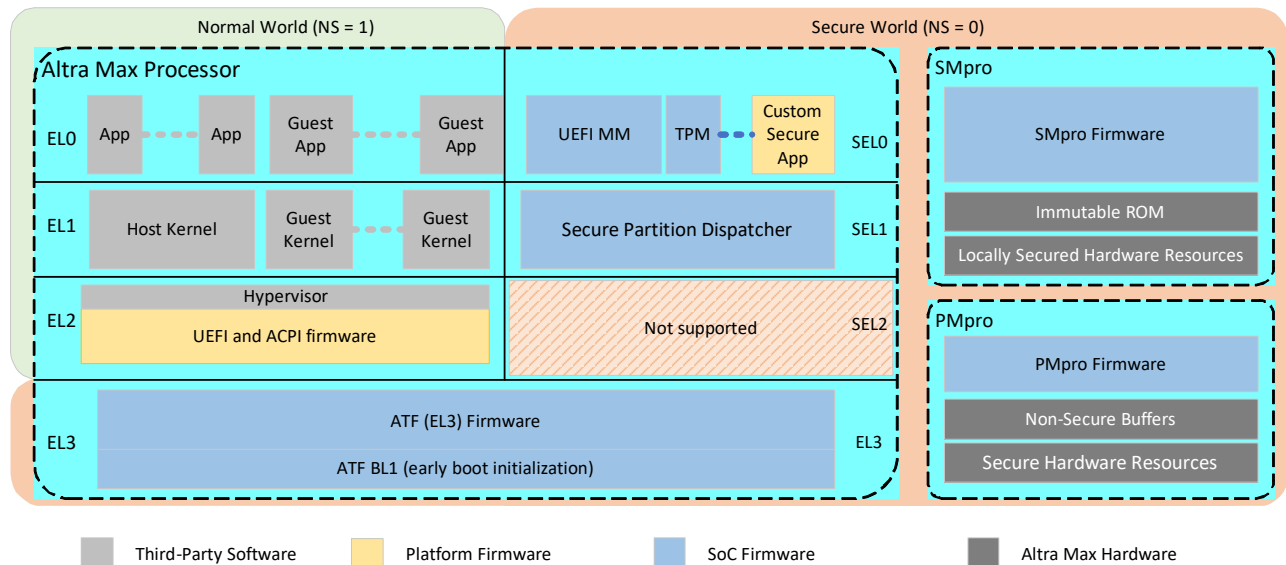 Normal World (NS = 1)
Secure World (NS = 0)
Altra Max Processor
EL0
App
App
Guest
App
Guest
App
UEFI MM
TPM
Custom
Secure
App
SEL0
EL1
Host Kernel
Guest
Kernel
Guest
Kernel
Secure Partition Dispatcher
SEL1
EL2
Hypervisor
UEFI and ACPI firmware
Not supported
SEL2
EL3
ATF (EL3) Firmware
ATF BL1 (early boot initialization)
EL3
SMpro
SMpro Firmware
Immutable ROM
Locally Secured Hardware Resources
PMpro
PMpro Firmware
Non-Secure Buffers
Secure Hardware Resources
Third-Party Software
Platform Firmware
SoC Firmware
Altra Max Hardware